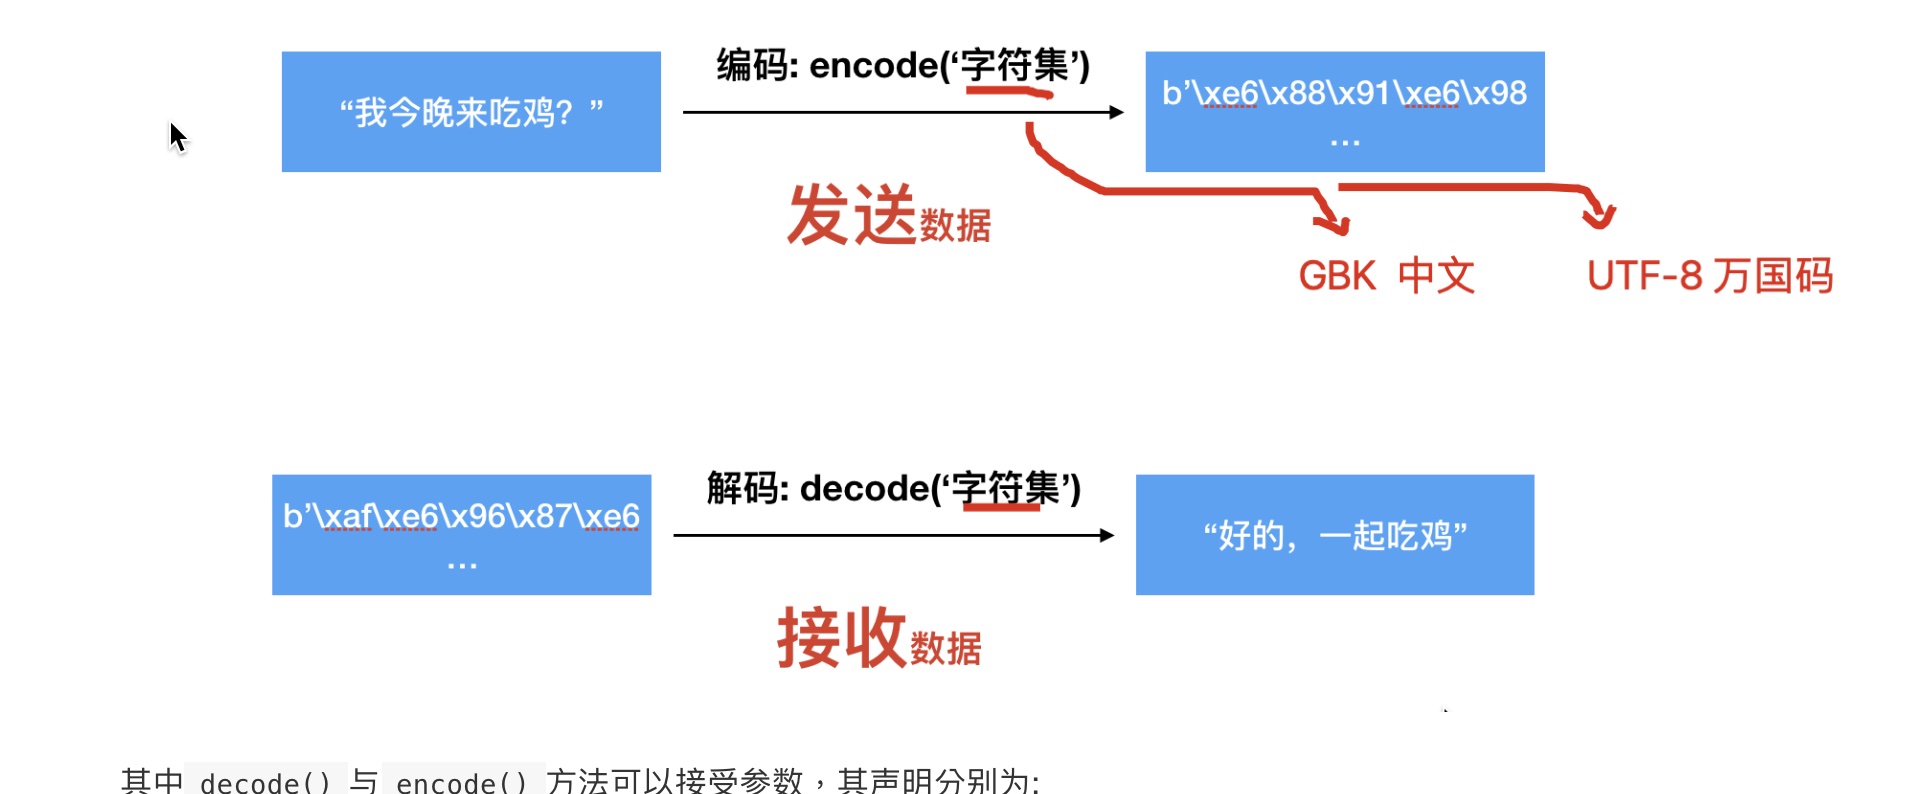 编码: encode(‘字符集’)
“我今晚来吃鸡？”
b’\xe6\x88\x91\xe6\x98
...
发送数据
GBK 中文
UTF-8 万国码
解码: decode(‘字符集’)
b’\xaf\xe6\x96\x87\xe6
...
“好的，一起吃鸡”
接收数据
其中 decode() 与 encode() 方法可以接受参数，其声明分别为: